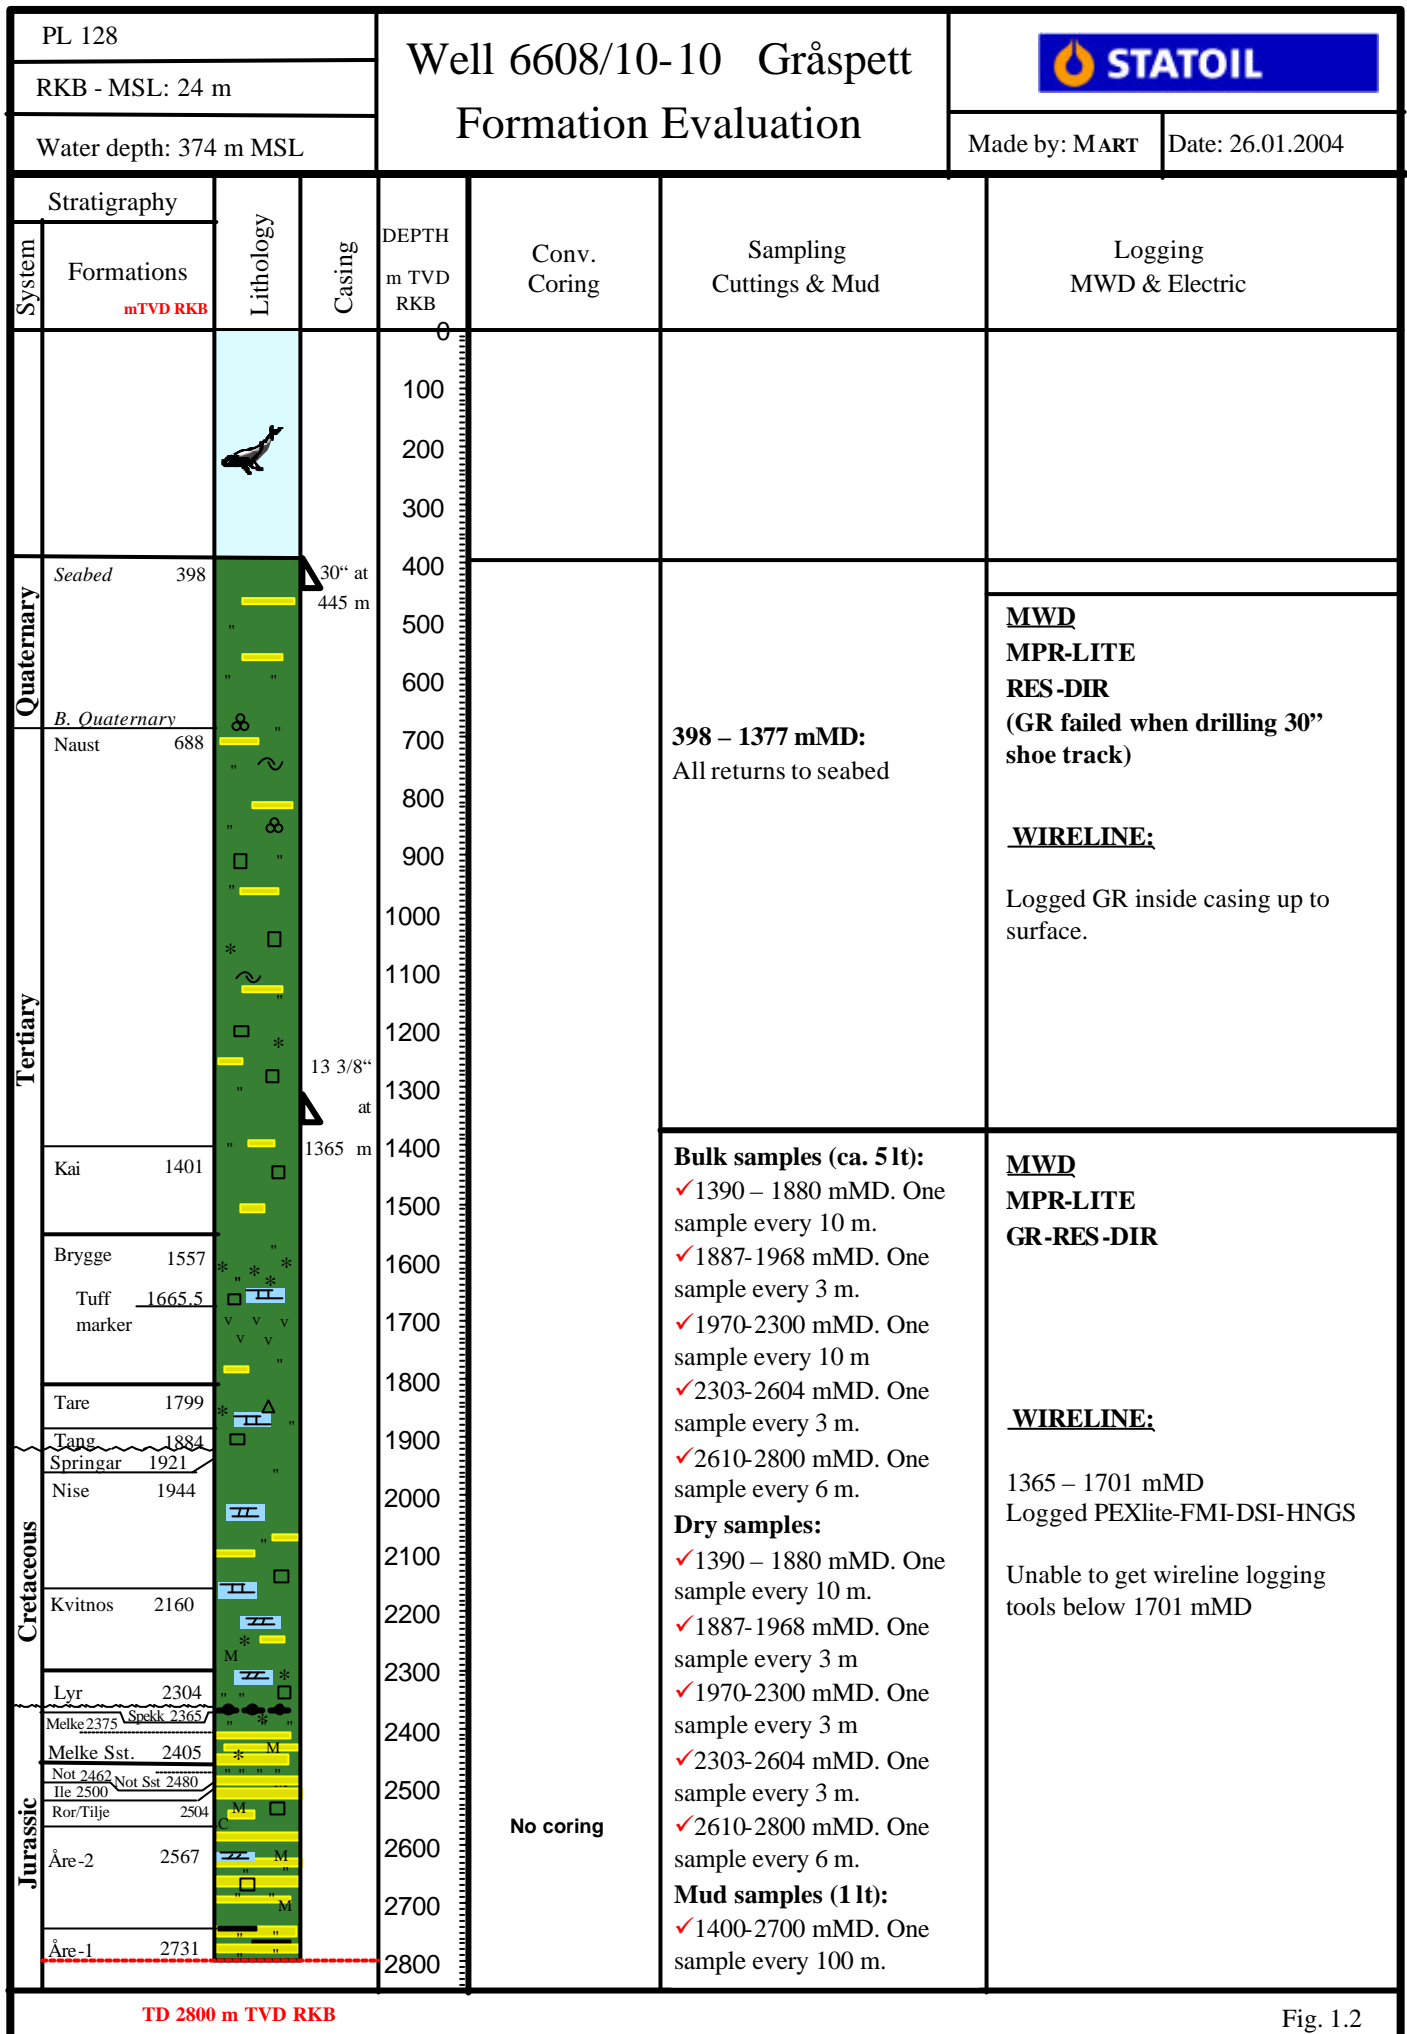 PL 128
RKB - MSL: 24 m
Water depth: 374 m MSL
Well 6608/10-10 Gråspett
Formation Evaluation
STATOIL
Made by: MART
Date: 26.01.2004
Stratigraphy
System
Formations
mTVD RKB
Lithology
Casing
DEPTH
m TVD
RKB
Conv.
Coring
Sampling
Cuttings & Mud
Logging
MWD & Electric
0
100
200
300
400
500
600
700
800
900
1000
1100
1200
1300
1400
1500
1600
1700
1800
1900
2000
2100
2200
2300
2400
2500
2600
2700
2800
Quaternary
Tertiary
Cretaceous
Jurassic
Seabed 398
B. Quaternary
Naust 688
Kai 1401
Brygge 1557
Tuff 1665.5
marker
Tare 1799
Tang 1884
Springar 1921
Nise 1944
Kvitnos 2160
Lyr 2304
Spekk 2365
Melke 2375
Melke Sst. 2405
Not 2462
Not Sst 2480
Ile 2500
Ror/Tilje 2504
Åre-2 2567
Åre-1 2731
30“ at
445 m
13 3/8“
at
1365 m
M
M
M
C
M
M
v v v
v v
No coring
398 – 1377 mMD:
All returns to seabed
Bulk samples (ca. 5 lt):
✓1390 – 1880 mMD. One
sample every 10 m.
✓1887-1968 mMD. One
sample every 3 m.
✓1970-2300 mMD. One
sample every 10 m
✓2303-2604 mMD. One
sample every 3 m.
✓2610-2800 mMD. One
sample every 6 m.
Dry samples:
✓1390 – 1880 mMD. One
sample every 10 m.
✓1887-1968 mMD. One
sample every 3 m
✓1970-2300 mMD. One
sample every 3 m
✓2303-2604 mMD. One
sample every 3 m.
✓2610-2800 mMD. One
sample every 6 m.
Mud samples (1 lt):
✓1400-2700 mMD. One
sample every 100 m.
MWD
MPR-LITE
RES-DIR
(GR failed when drilling 30”
shoe track)
WIRELINE:
Logged GR inside casing up to
surface.
MWD
MPR-LITE
GR-RES-DIR
WIRELINE:
1365 – 1701 mMD
Logged PEXlite-FMI-DSI-HNGS
Unable to get wireline logging
tools below 1701 mMD
TD 2800 m TVD RKB
Fig. 1.2